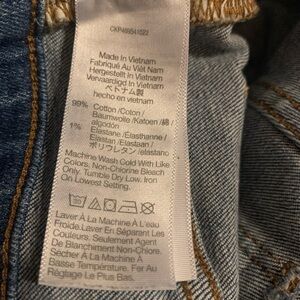 Made In Vietnam
Fabriqué Au Viêt Nam
Hergestellt In Vietnam
Vervaardigd In Vietnam
ベトナム製
hecho en vietnam
99% Cotton /Coton /
Baumwolle /Katoen /綿 /
algodón
1% Elastane /Élasthanne /
Elastan /Elastaan /
ポリウレタン /elastano
Machine Wash Cold With Like
Colors. Non-Chlorine Bleach
Only. Tumble Dry Low. Iron
On Lowest Setting.
Laver À La Machine À L'eau
Froide. Laver En Séparant Les
Couleurs. Seulement Agent
De Blanchiment Non-Chlore.
Sécher À La Machine À
Basse Température. Fer Au
Réglage Le Plus Bas.